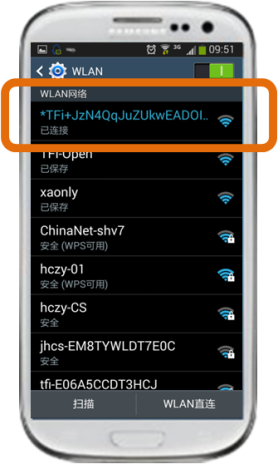 SAMSUNG
3G 09:51
WLAN
WLAN网络
*TFi+JzN4QqJuZUkwEADOI..
已连接
TFi-Open
已保存
xaonly
已保存
ChinaNet-shv7
安全 (WPS可用)
hczy-01
安全 (WPS可用)
hczy-CS
安全
jhcs-EM8TYWLDT7E0C
安全
tfi-E06A5CCDT3HCJ
扫描 WLAN直连